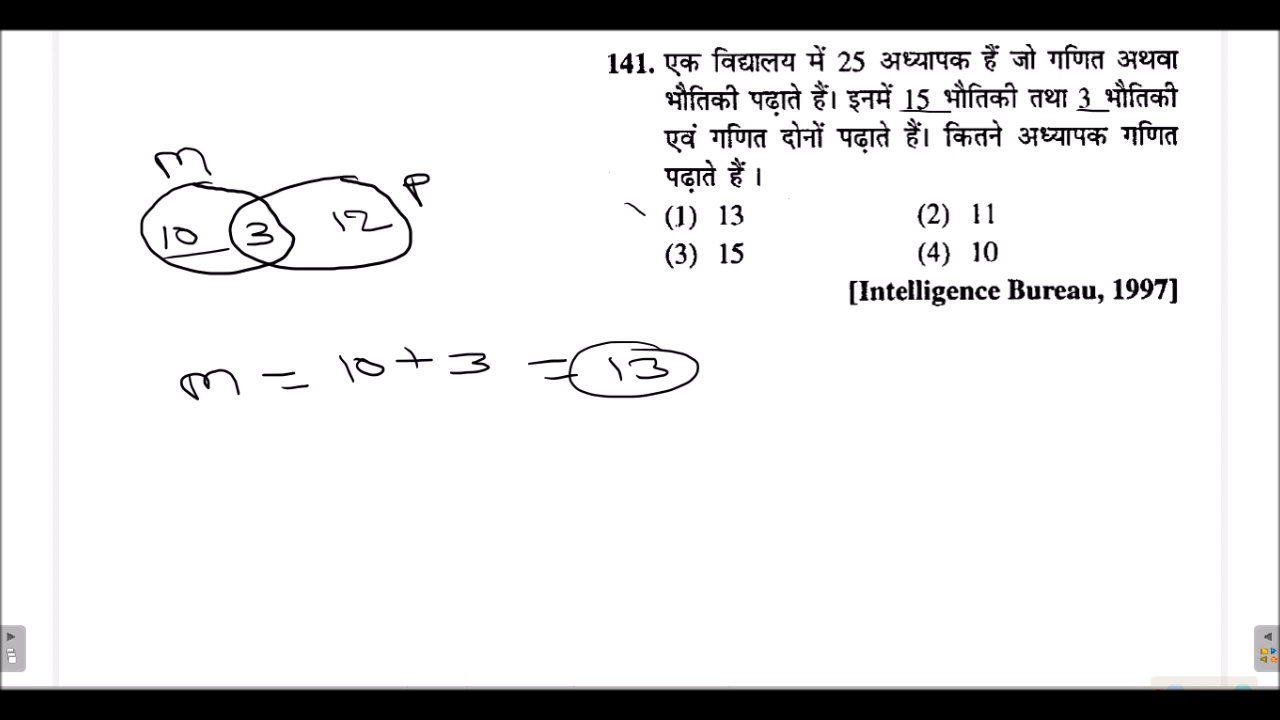 141. एक विद्यालय में 25 अध्यापक हैं जो गणित अथवा
भौतिकी पढ़ाते हैं। इनमें 15 भौतिकी तथा 3 भौतिकी
एवं गणित दोनों पढ़ाते हैं। कितने अध्यापक गणित
पढ़ाते हैं ।
(1) 13 (2) 11
(3) 15 (4) 10
[Intelligence Bureau, 1997]
m P
10 3 12
m = 10 + 3 = 13